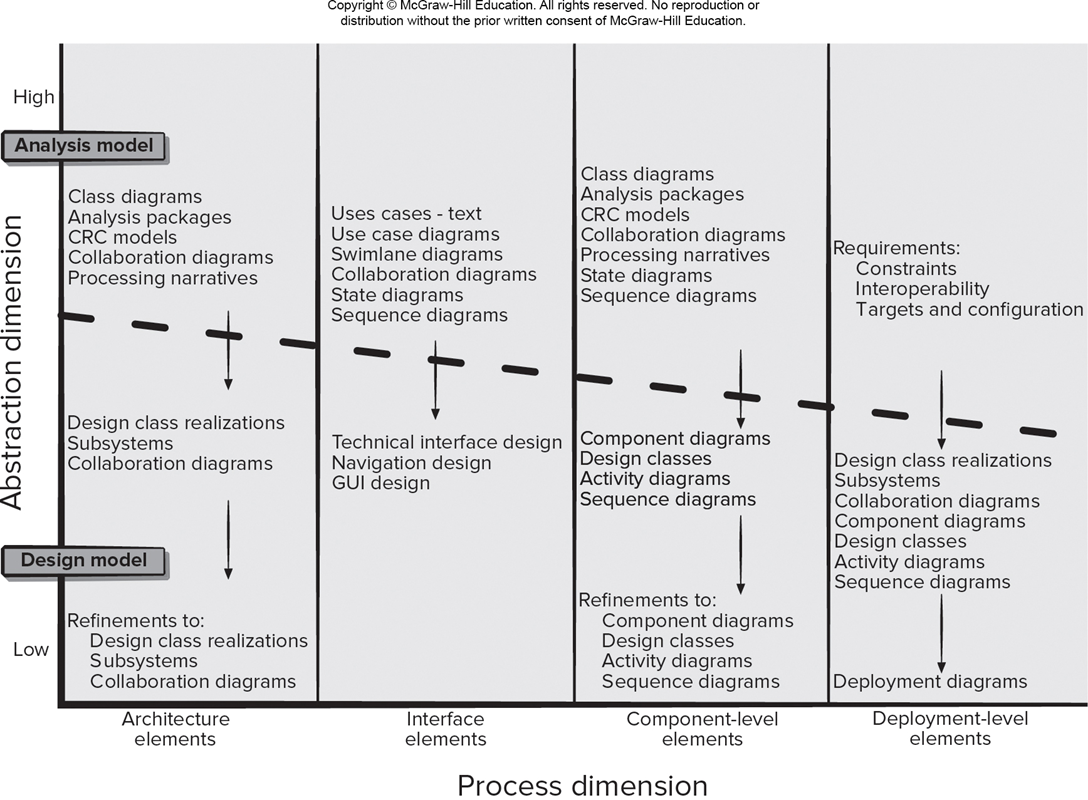 Copyright © McGraw-Hill Education. All rights reserved. No reproduction or
distribution without the prior written consent of McGraw-Hill Education.
High
Analysis model
Abstraction dimension
Class diagrams
Analysis packages
CRC models
Collaboration diagrams
Processing narratives
Design class realizations
Subsystems
Collaboration diagrams
Design model
Refinements to:
Design class realizations
Subsystems
Collaboration diagrams
Low
Uses cases - text
Use case diagrams
Swimlane diagrams
Collaboration diagrams
State diagrams
Sequence diagrams
Technical interface design
Navigation design
GUI design
Class diagrams
Analysis packages
CRC models
Collaboration diagrams
Processing narratives
State diagrams
Sequence diagrams
Component diagrams
Design classes
Activity diagrams
Sequence diagrams
Refinements to:
Component diagrams
Design classes
Activity diagrams
Sequence diagrams
Requirements:
Constraints
Interoperability
Targets and configuration
Design class realizations
Subsystems
Collaboration diagrams
Component diagrams
Design classes
Activity diagrams
Sequence diagrams
Deployment diagrams
Architecture
elements
Interface
elements
Component-level
elements
Deployment-level
elements
Process dimension